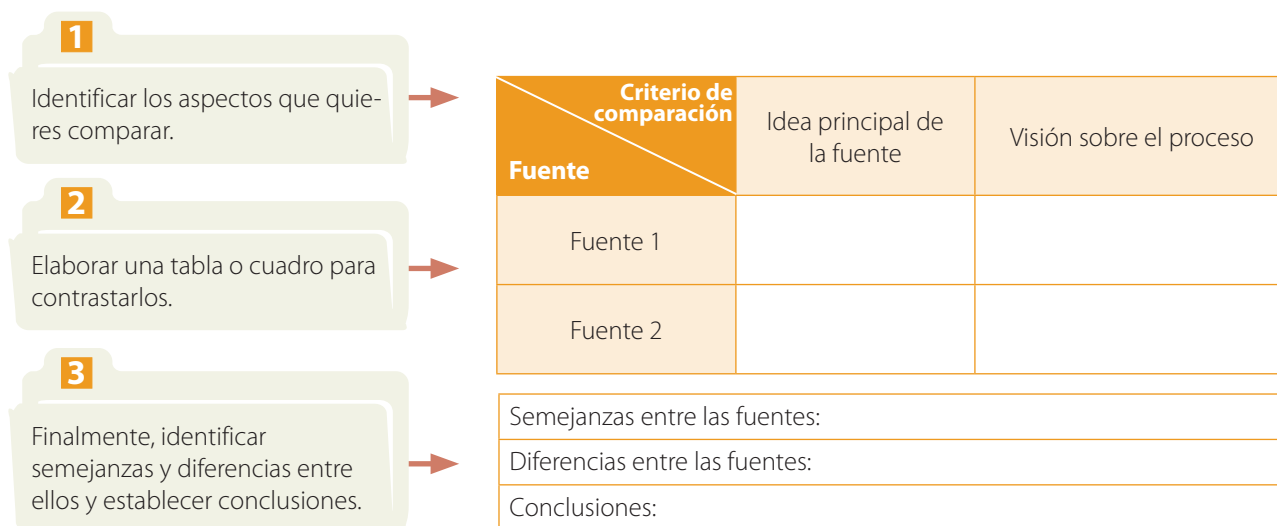 1
Identificar los aspectos que quie-
res comparar.
2
Elaborar una tabla o cuadro para
contrastarlos.
3
Finalmente, identificar
semejanzas y diferencias entre
ellos y establecer conclusiones.
Criterio de
comparación
Fuente
Idea principal de
la fuente
Visión sobre el proceso
Fuente 1
Fuente 2
Semejanzas entre las fuentes:
Diferencias entre las fuentes:
Conclusiones: